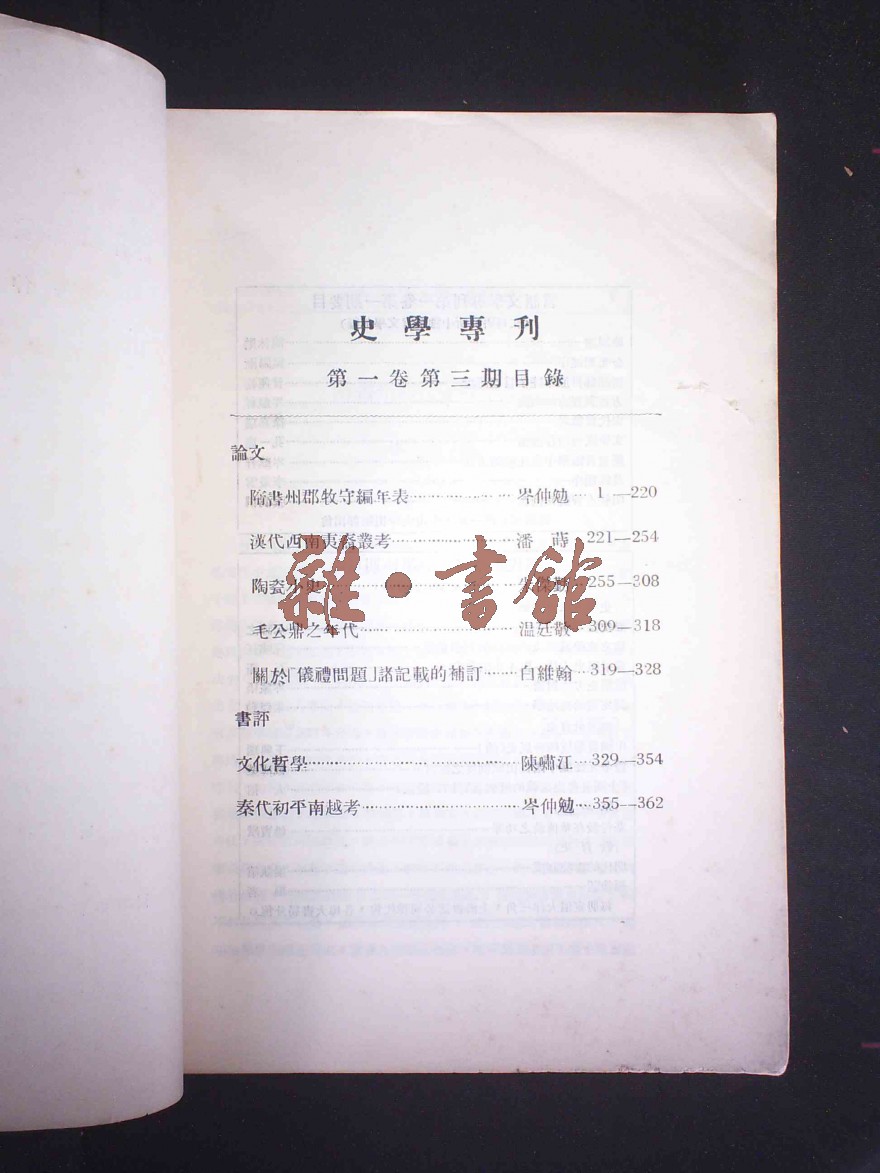 史學專刊
第一卷第三期目錄
論文
隋書州郡牧守編年表……………………岑仲勉…1—220
漢代西南夷 叢考……………………潘蒔…221—254
陶瓷小史…………………… 255—308
毛公鼎之年代……………………温廷敬…309—318
關於「儀禮問題」諸記載的補訂……白維翰…319—328
書評
文化哲學……………………陳嘯江…329—354
秦代初平南越考……………………岑仲勉…355—362
雜·書館